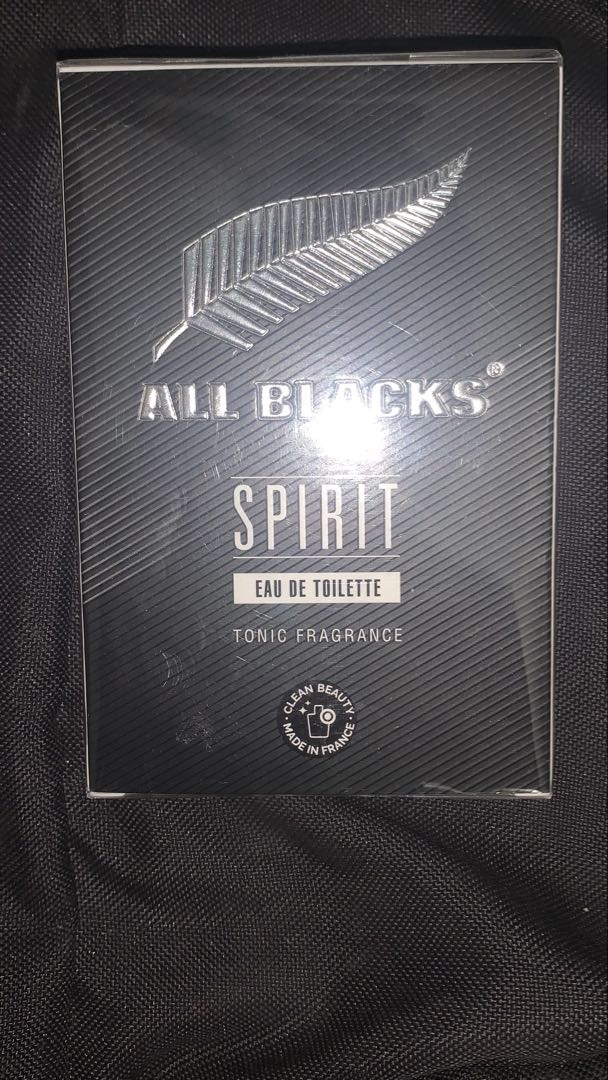 ALL BLACKS®
SPIRIT
EAU DE TOILETTE
TONIC FRAGRANCE
CLEAN BEAUTY
MADE IN FRANCE